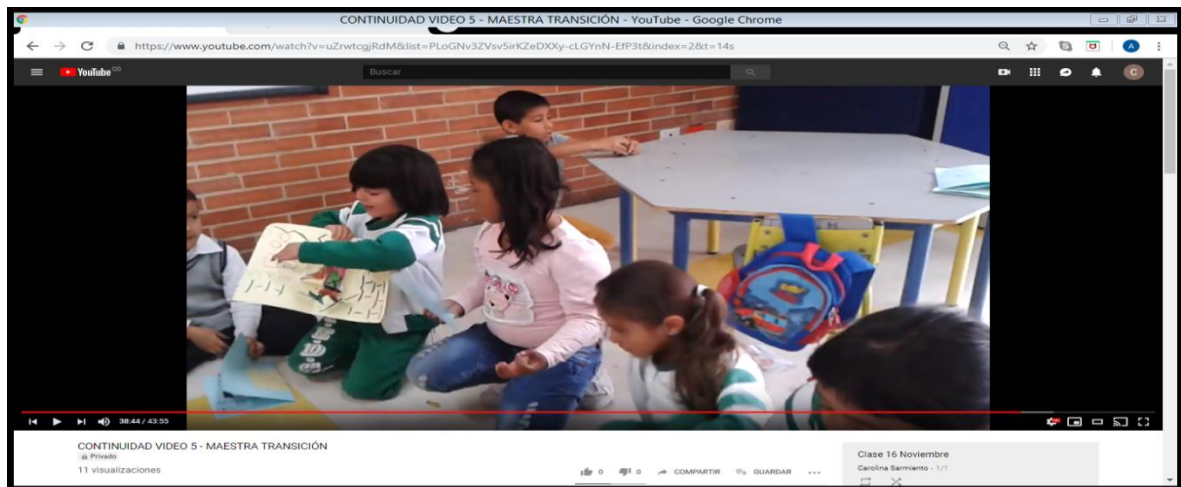 CONTINUIDAD VIDEO 5 - MAESTRA TRANSICIÓN - YouTube - Google Chrome
https://www.youtube.com/watch?v=uZrwtcgjRdM&list=PLoGNv3ZVsv5irKZeDXXy-cLGYnN-EfP3t&index=2&t=14s
A
YouTube CO
Buscar
C
38:44 / 43:55
CONTINUIDAD VIDEO 5 - MAESTRA TRANSICIÓN
Privado
11 visualizaciones
0 0 COMPARTIR GUARDAR ...
Clase 16 Noviembre
Carolina Sarmiento - 1/1